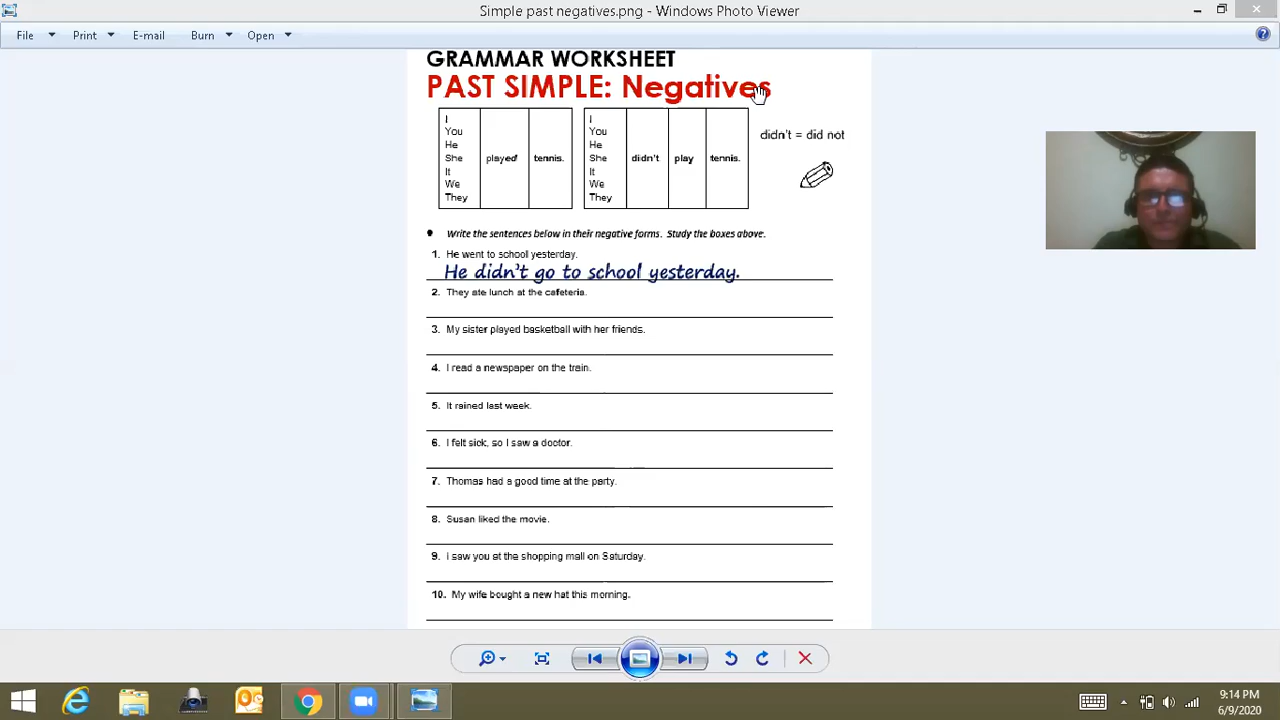 Simple past negatives.png - Windows Photo Viewer
File Print E-mail Burn Open
GRAMMAR WORKSHEET
PAST SIMPLE: Negatives
I
You
He
She
It
We
They
played
tennis.
I
You
He
She
It
We
They
didn't
play
tennis.
didn't = did not
Write the sentences below in their negative forms. Study the boxes above.
1. He went to school yesterday.
He didn't go to school yesterday.
2. They ate lunch at the cafeteria.
3. My sister played basketball with her friends.
4. I read a newspaper on the train.
5. It rained last week.
6. I felt sick, so I saw a doctor.
7. Thomas had a good time at the party.
8. Susan liked the movie.
9. I saw you at the shopping mall on Saturday.
10. My wife bought a new hat this morning.
9:14 PM
6/9/2020